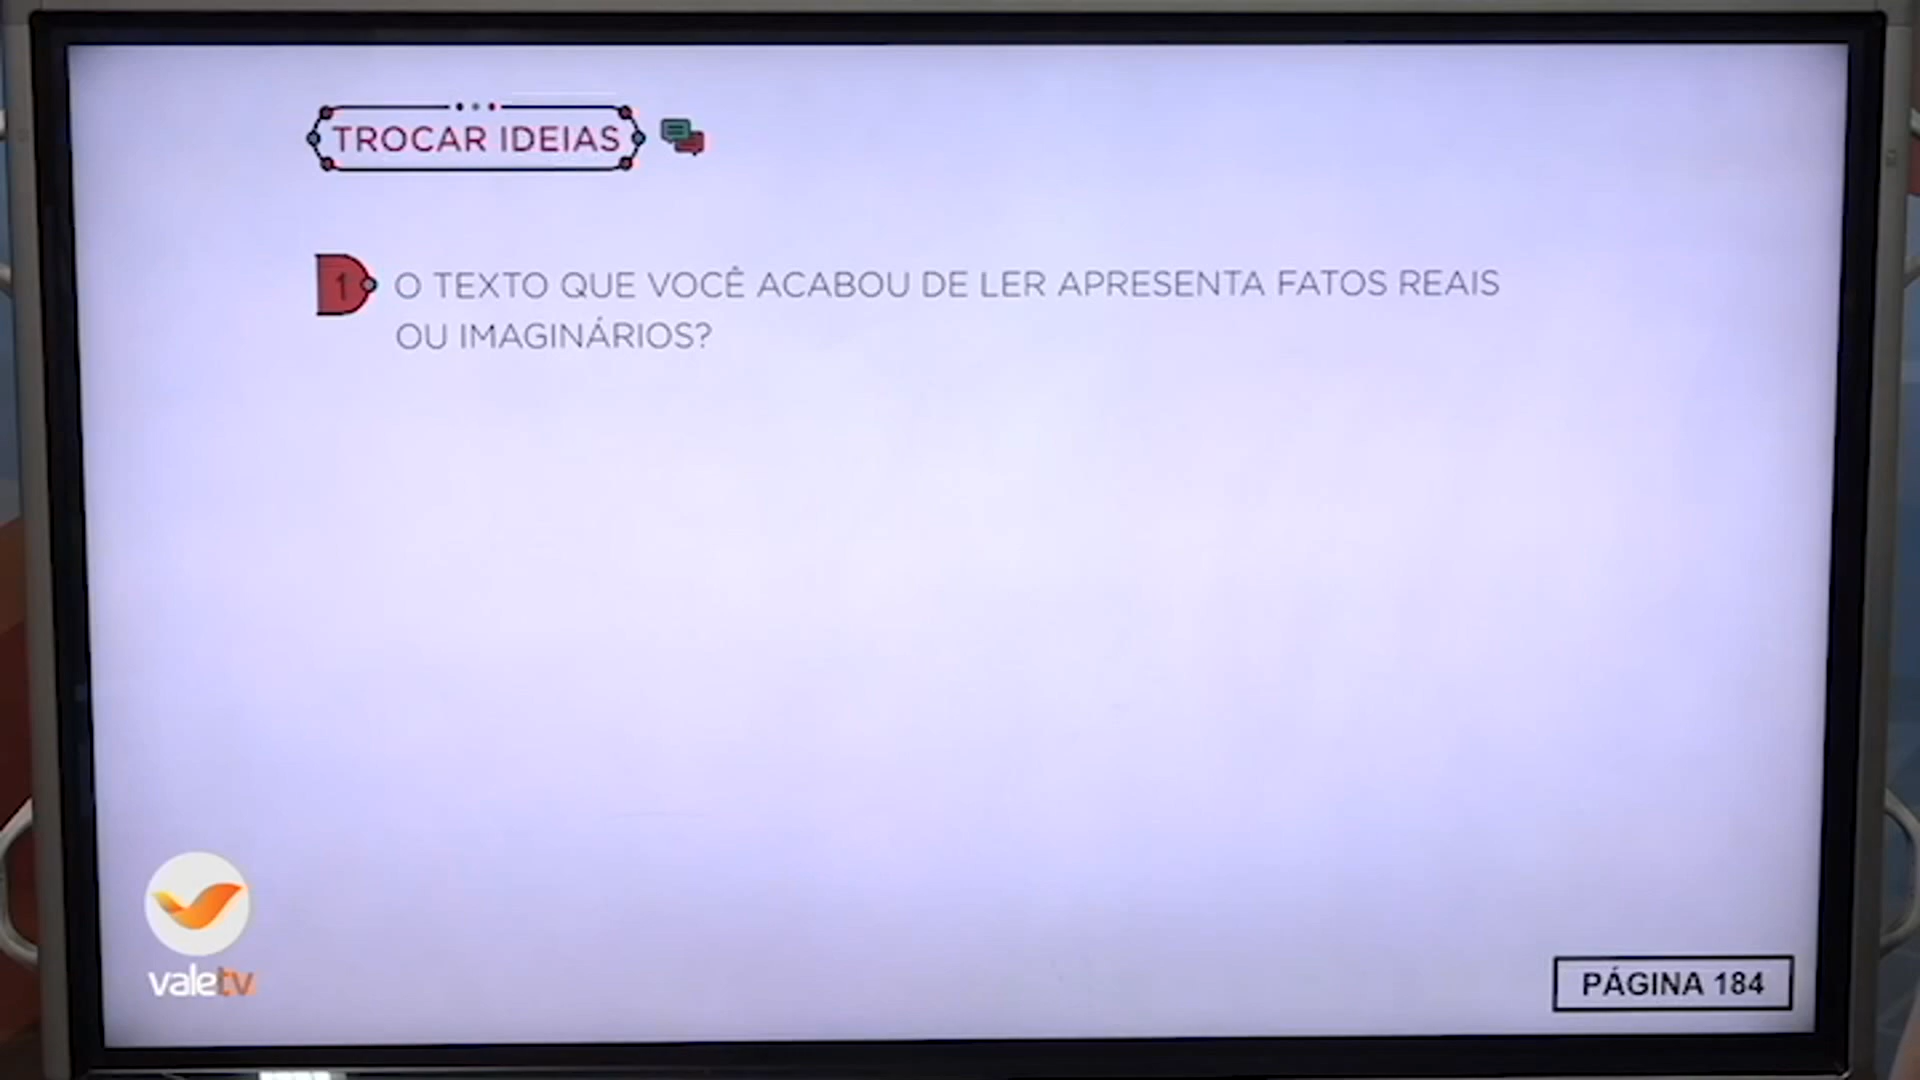 TROCAR IDEIAS
1 O TEXTO QUE VOCÊ ACABOU DE LER APRESENTA FATOS REAIS
OU IMAGINÁRIOS?
valetv
PÁGINA 184